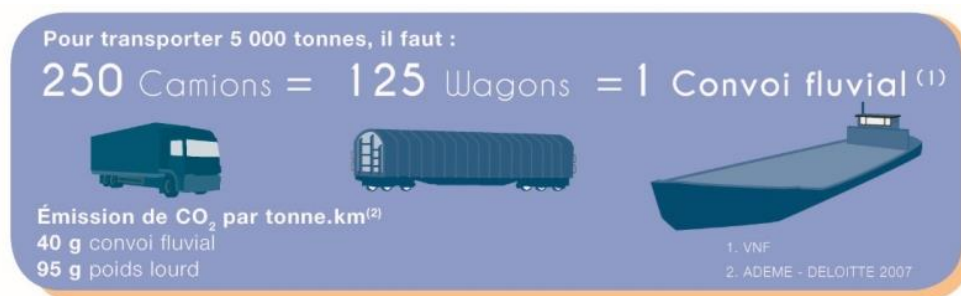 Pour transporter 5 000 tonnes, il faut :
250 Camions = 125 Wagons = 1 Convoi fluvial (1)
Émission de CO2 par tonne.km(2)
40 g convoi fluvial
95 g poids lourd
1. VNF
2. ADEME - DELOITTE 2007